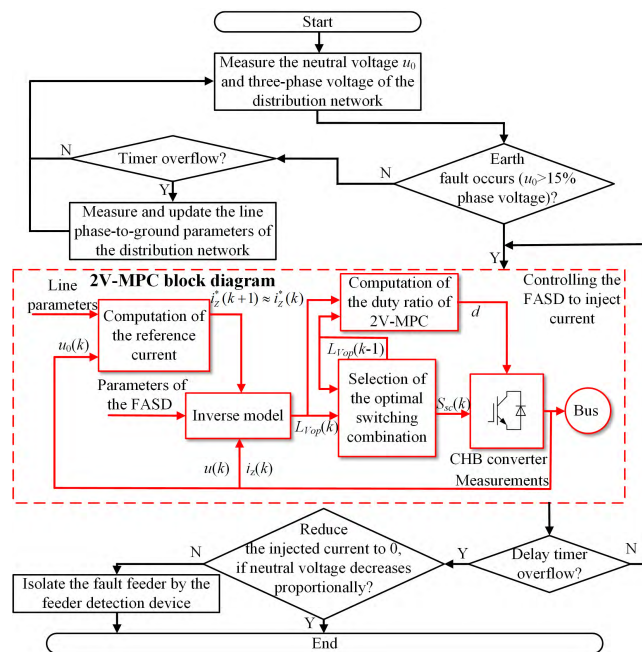 Start
Measure the neutral voltage u0
and three-phase voltage of the
distribution network
N
Timer overflow?
Y
N
Earth
fault occurs (u0>15%
phase voltage)?
Y
Measure and update the line
phase-to-ground parameters of
the distribution network
2V-MPC block diagram
Controlling the
FASD to inject
current
Line
parameters
Computation of
the reference
current
i*z(k+1) ≈ i*z(k)
Computation of
the duty ratio of
2V-MPC
d
u0(k)
LVop(k-1)
Parameters of
the FASD
Inverse model
LVop(k)
Selection of
the optimal
switching
combination
Ssc(k)
Bus
u(k)
iz(k)
CHB converter
Measurements
N
Reduce
the injected current to 0,
if neutral voltage decreases
proportionally?
Y
Y
Delay timer
overflow?
N
Isolate the fault feeder by the
feeder detection device
End